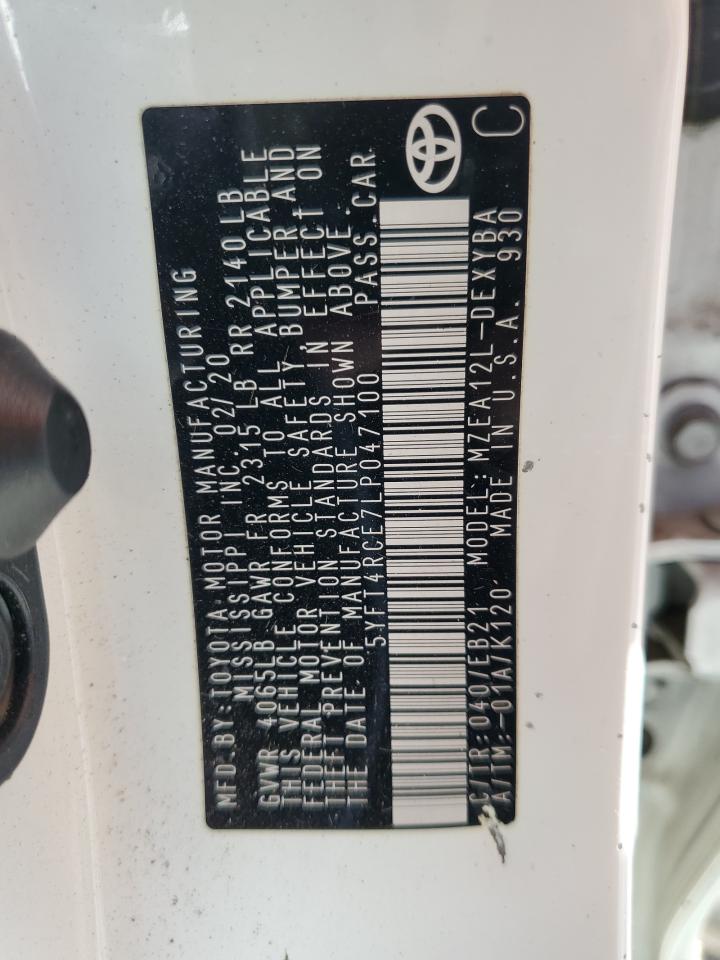 MFD.BY:TOYOTA MOTOR MANUFACTURING
MISSISSIPPI INC. 02/20
GVWR 4065LB GAWR FR 2315 LB RR 2140LB
THIS VEHICLE CONFORMS TO ALL APPLICABLE
FEDERAL MOTOR VEHICLE SAFETY,BUMPER AND
THEFT PREVENTION STANDARDS IN EFFECT ON
THE DATE OF MANUFACTURE SHOWN ABOVE.
5YFT4RCE7LP047100 PASS.CAR
C/TR:040/EB21 MODEL:MZEA12L-DEXYBA
A/TM:-01A/K120 MADE IN U.S.A. 930
C